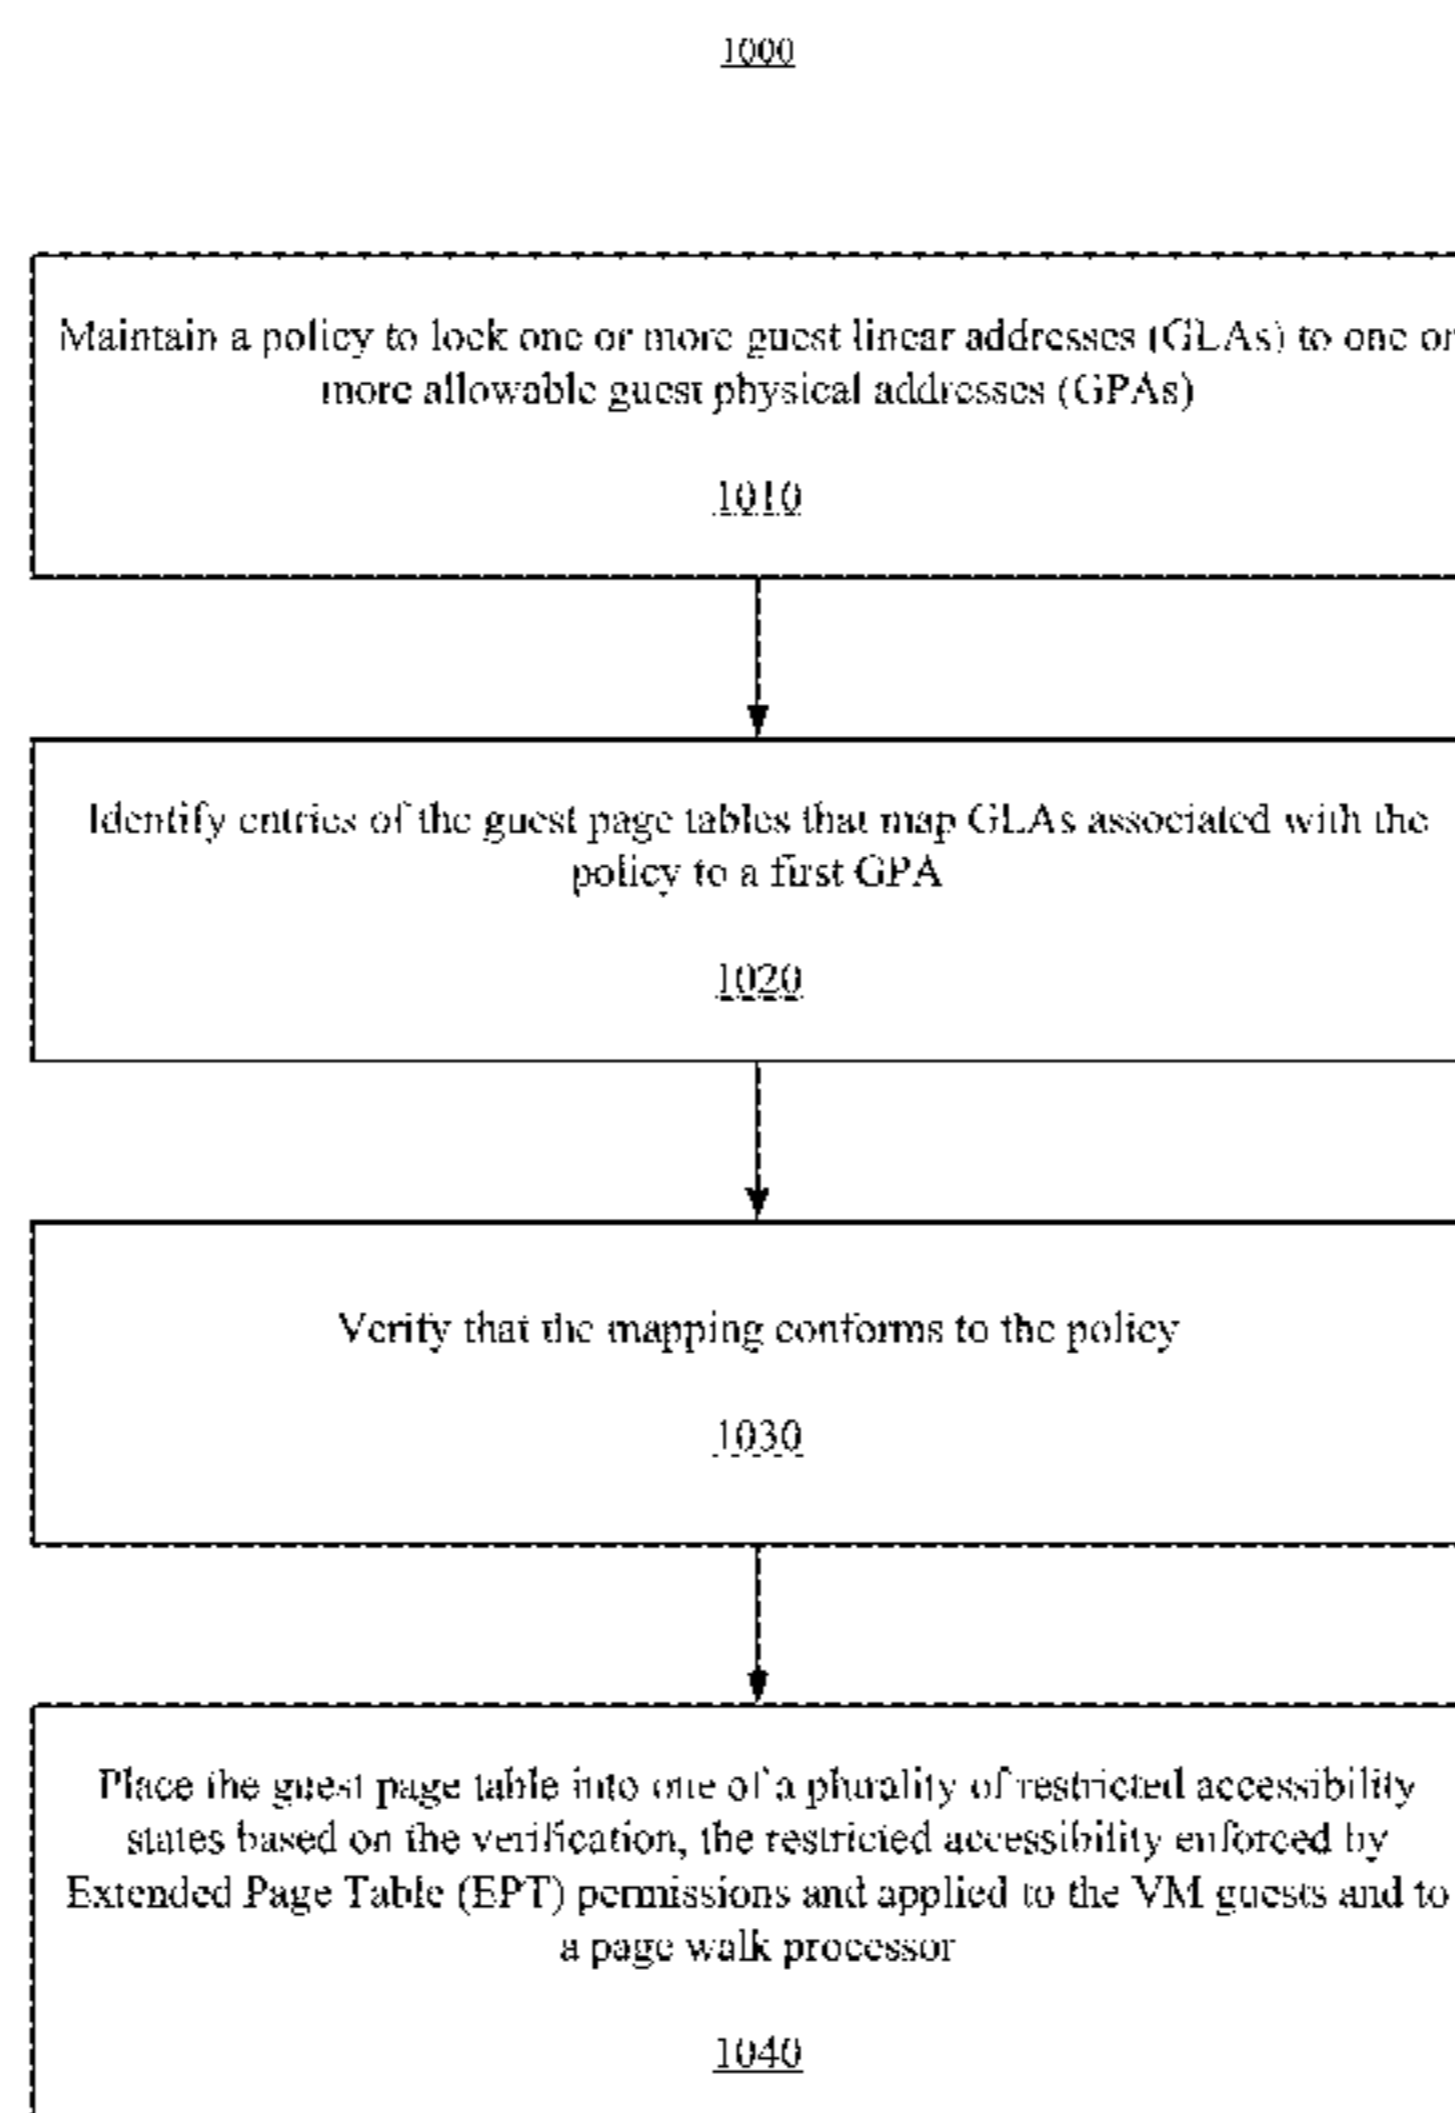 1000
Maintain a policy to lock one or more guest linear addresses (GLAs) to one or
more allowable guest physical addresses (GPAs)
1010
Identify entries of the guest page tables that map GLAs associated with the
policy to a first GPA
1020
Verify that the mapping conforms to the policy
1030
Place the guest page table into one of a plurality of restricted accessibility
states based on the verification, the restricted accessibility enforced by
Extended Page Table (EPT) permissions and applied to the VM guests and to
a page walk processor
1040